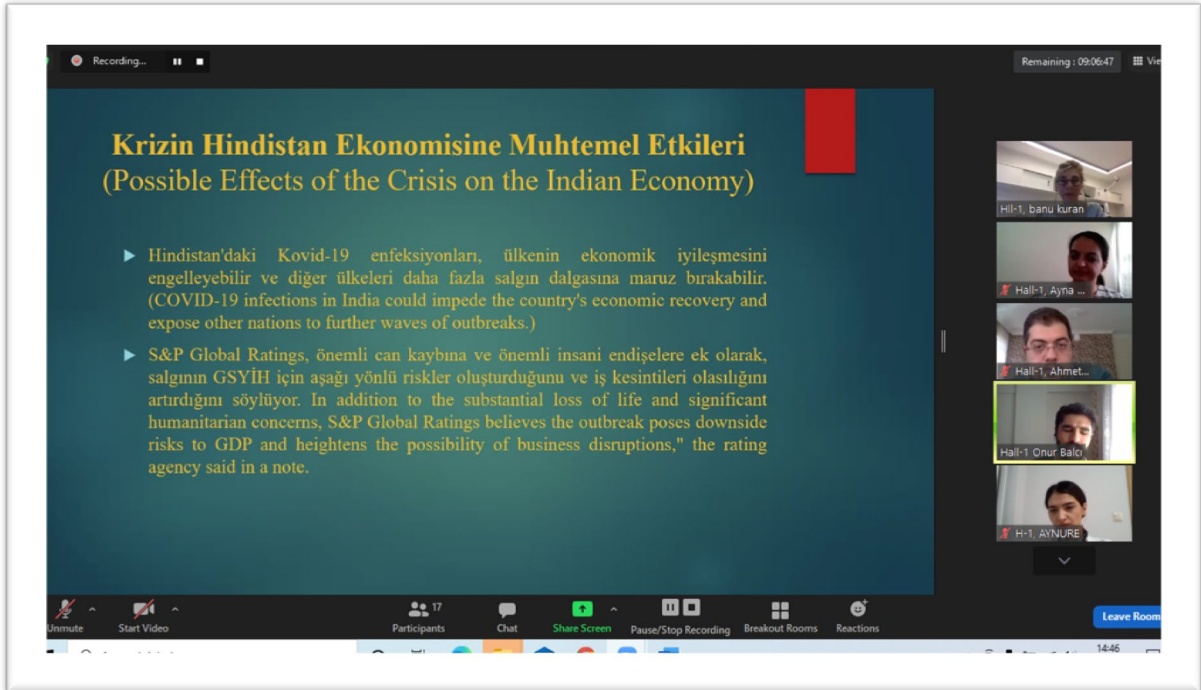 Recording...
Remaining : 09:06:47
Vie
Krizin Hindistan Ekonomisine Muhtemel Etkileri
(Possible Effects of the Crisis on the Indian Economy)
Hindistan'daki Kovid-19 enfeksiyonları, ülkenin ekonomik iyileşmesini
engelleyebilir ve diğer ülkeleri daha fazla salgın dalgasına maruz bırakabilir.
(COVID-19 infections in India could impede the country's economic recovery and
expose other nations to further waves of outbreaks.)
S&P Global Ratings, önemli can kaybına ve önemli insani endişelere ek olarak,
salgının GSYİH için aşağı yönlü riskler oluşturduğunu ve iş kesintileri olasılığını
artırdığını söylüyor. In addition to the substantial loss of life and significant
humanitarian concerns, S&P Global Ratings believes the outbreak poses downside
risks to GDP and heightens the possibility of business disruptions," the rating
agency said in a note.
Hll-1, banu kuran
Hall-1, Ayna ...
Hall-1, Ahmet...
Hall-1 Onur Balcı
H-1, AYNURE
Unmute
Start Video
17
Participants
Chat
Share Screen
Pause/Stop Recording
Breakout Rooms
Reactions
Leave Room
14:46